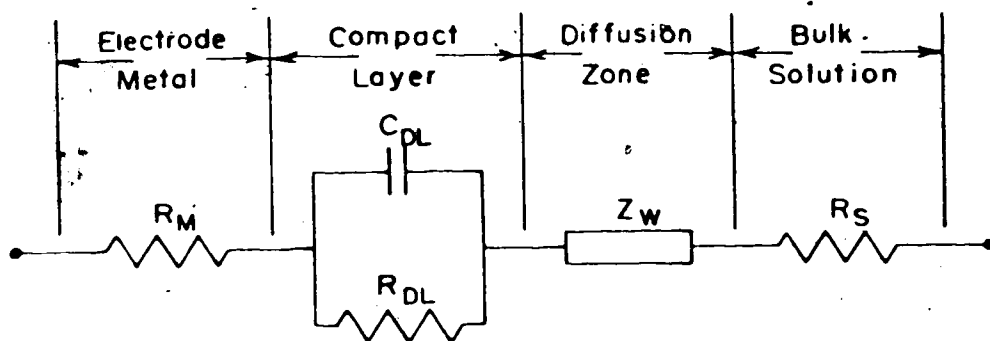 Electrode Compact Diffusion Bulk
Metal Layer Zone Solution
C_DL
R_M Z_W R_S
R_DL